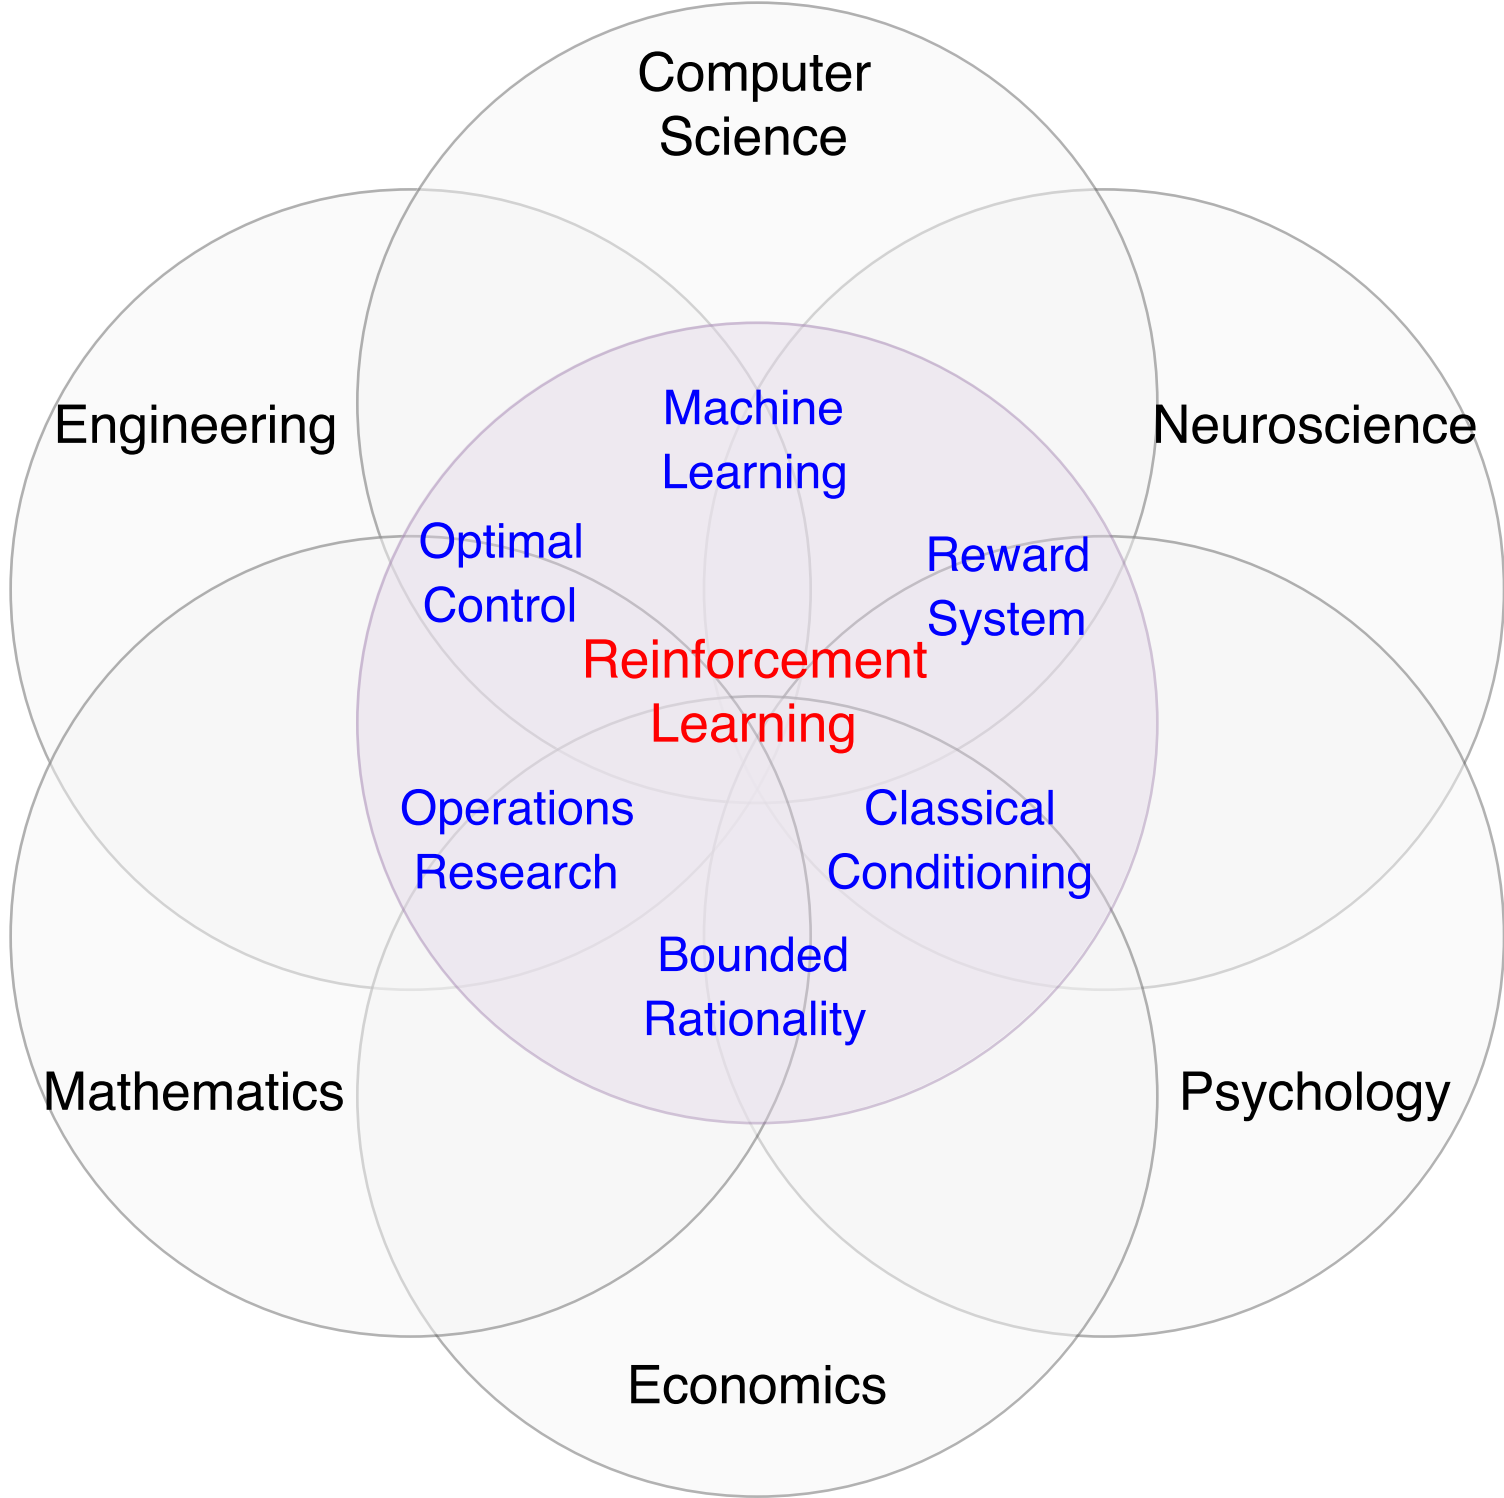 Computer
Science
Engineering
Neuroscience
Machine
Learning
Optimal
Control
Reward
System
Reinforcement
Learning
Operations
Research
Classical
Conditioning
Bounded
Rationality
Mathematics
Psychology
Economics